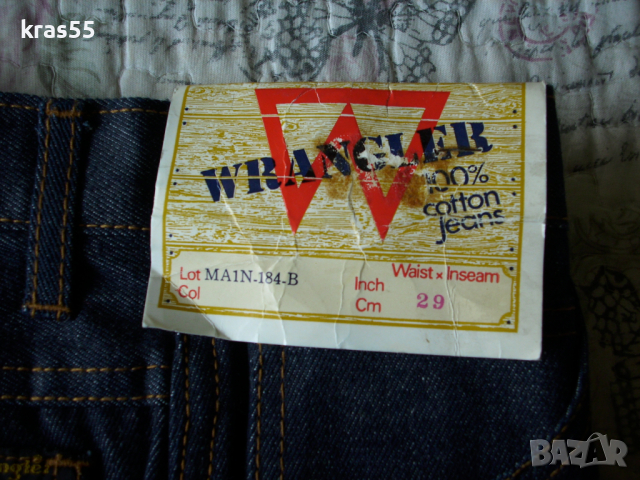 kras55
WRANGLER
100%
cotton
jeans
Lot MA1N-184-B
Col
Waist x Inseam
Inch
Cm 29
BAZAR